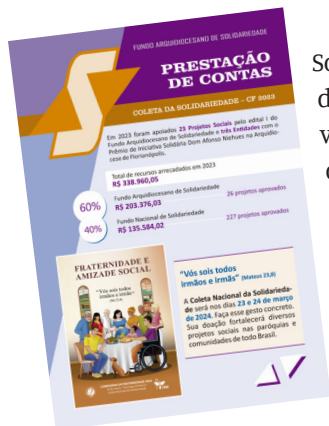 FUNDO ARQUIDIOCESANO DE SOLIDARIEDADE
PRESTAÇÃO
DE CONTAS
COLETA DA SOLIDARIEDADE - CF 2023
Em 2023 foram apoiados 23 Projetos Sociais pelo edital I do
Fundo Arquidiocesano de Solidariedade e três Entidades com o
Prêmio de Iniciativa Solidária Dom Afonso Niehues na Arquidio-
cese de Florianópolis.
Total de recursos arrecadados em 2023
R$ 338.960,05
60%
Fundo Arquidiocesano de Solidariedade
R$ 203.376,03
26 projetos aprovados
40%
Fundo Nacional de Solidariedade
R$ 135.584,02
227 projetos aprovados
FRATERNIDADE E
AMIZADE SOCIAL
"Vós sois todos
irmãos e irmãs"
"Vós sois todos
irmãos e irmãs" (Mateus 23,8)
A Coleta Nacional da Solidarieda-
de será nos dias 23 e 24 de março
de 2024. Faça esse gesto concreto.
Sua doação fortalecerá diversos
projetos sociais nas paróquias e
comunidades de todo Brasil.
So
d
v